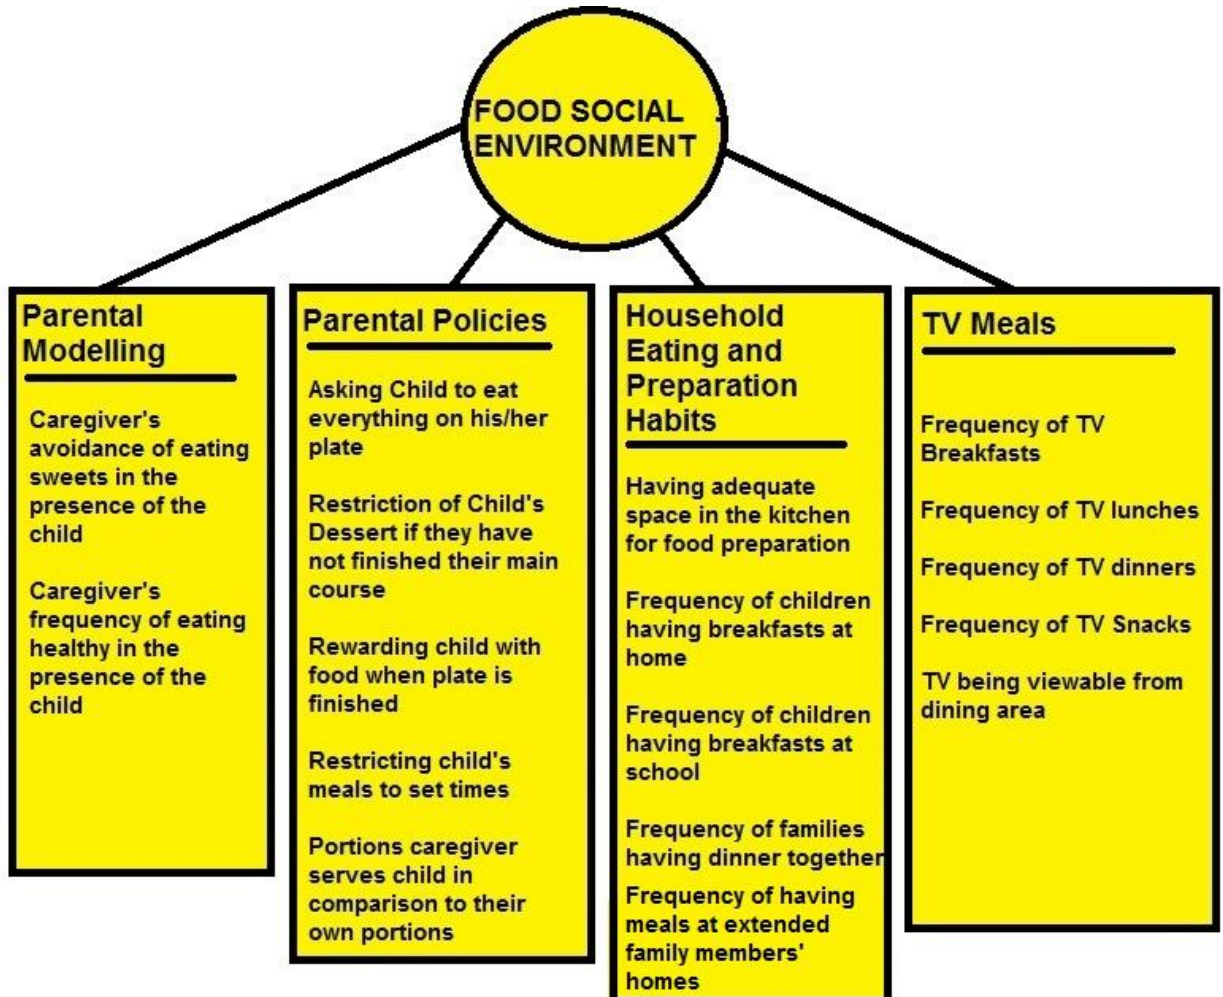 FOOD SOCIAL
ENVIRONMENT
Parental
Modelling
Caregiver's
avoidance of eating
sweets in the
presence of the
child
Caregiver's
frequency of eating
healthy in the
presence of the
child
Parental Policies
Asking Child to eat
everything on his/her
plate
Restriction of Child's
Dessert if they have
not finished their main
course
Rewarding child with
food when plate is
finished
Restricting child's
meals to set times
Portions caregiver
serves child in
comparison to their
own portions
Household
Eating and
Preparation
Habits
Having adequate
space in the kitchen
for food preparation
Frequency of children
having breakfasts at
home
Frequency of children
having breakfasts at
school
Frequency of families
having dinner together
Frequency of having
meals at extended
family members'
homes
TV Meals
Frequency of TV
Breakfasts
Frequency of TV lunches
Frequency of TV dinners
Frequency of TV Snacks
TV being viewable from
dining area